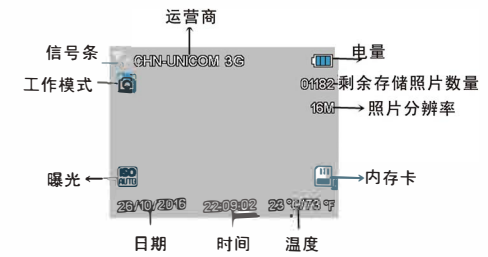 运营商
信号条
CHN-UNICOM 3G
电量
工作模式
01182
剩余存储照片数量
16M
照片分辨率
曝光
ISO
AUTO
内存卡
26/10/2016
22:09:02
23 ℃/73 ℉
日期
时间
温度